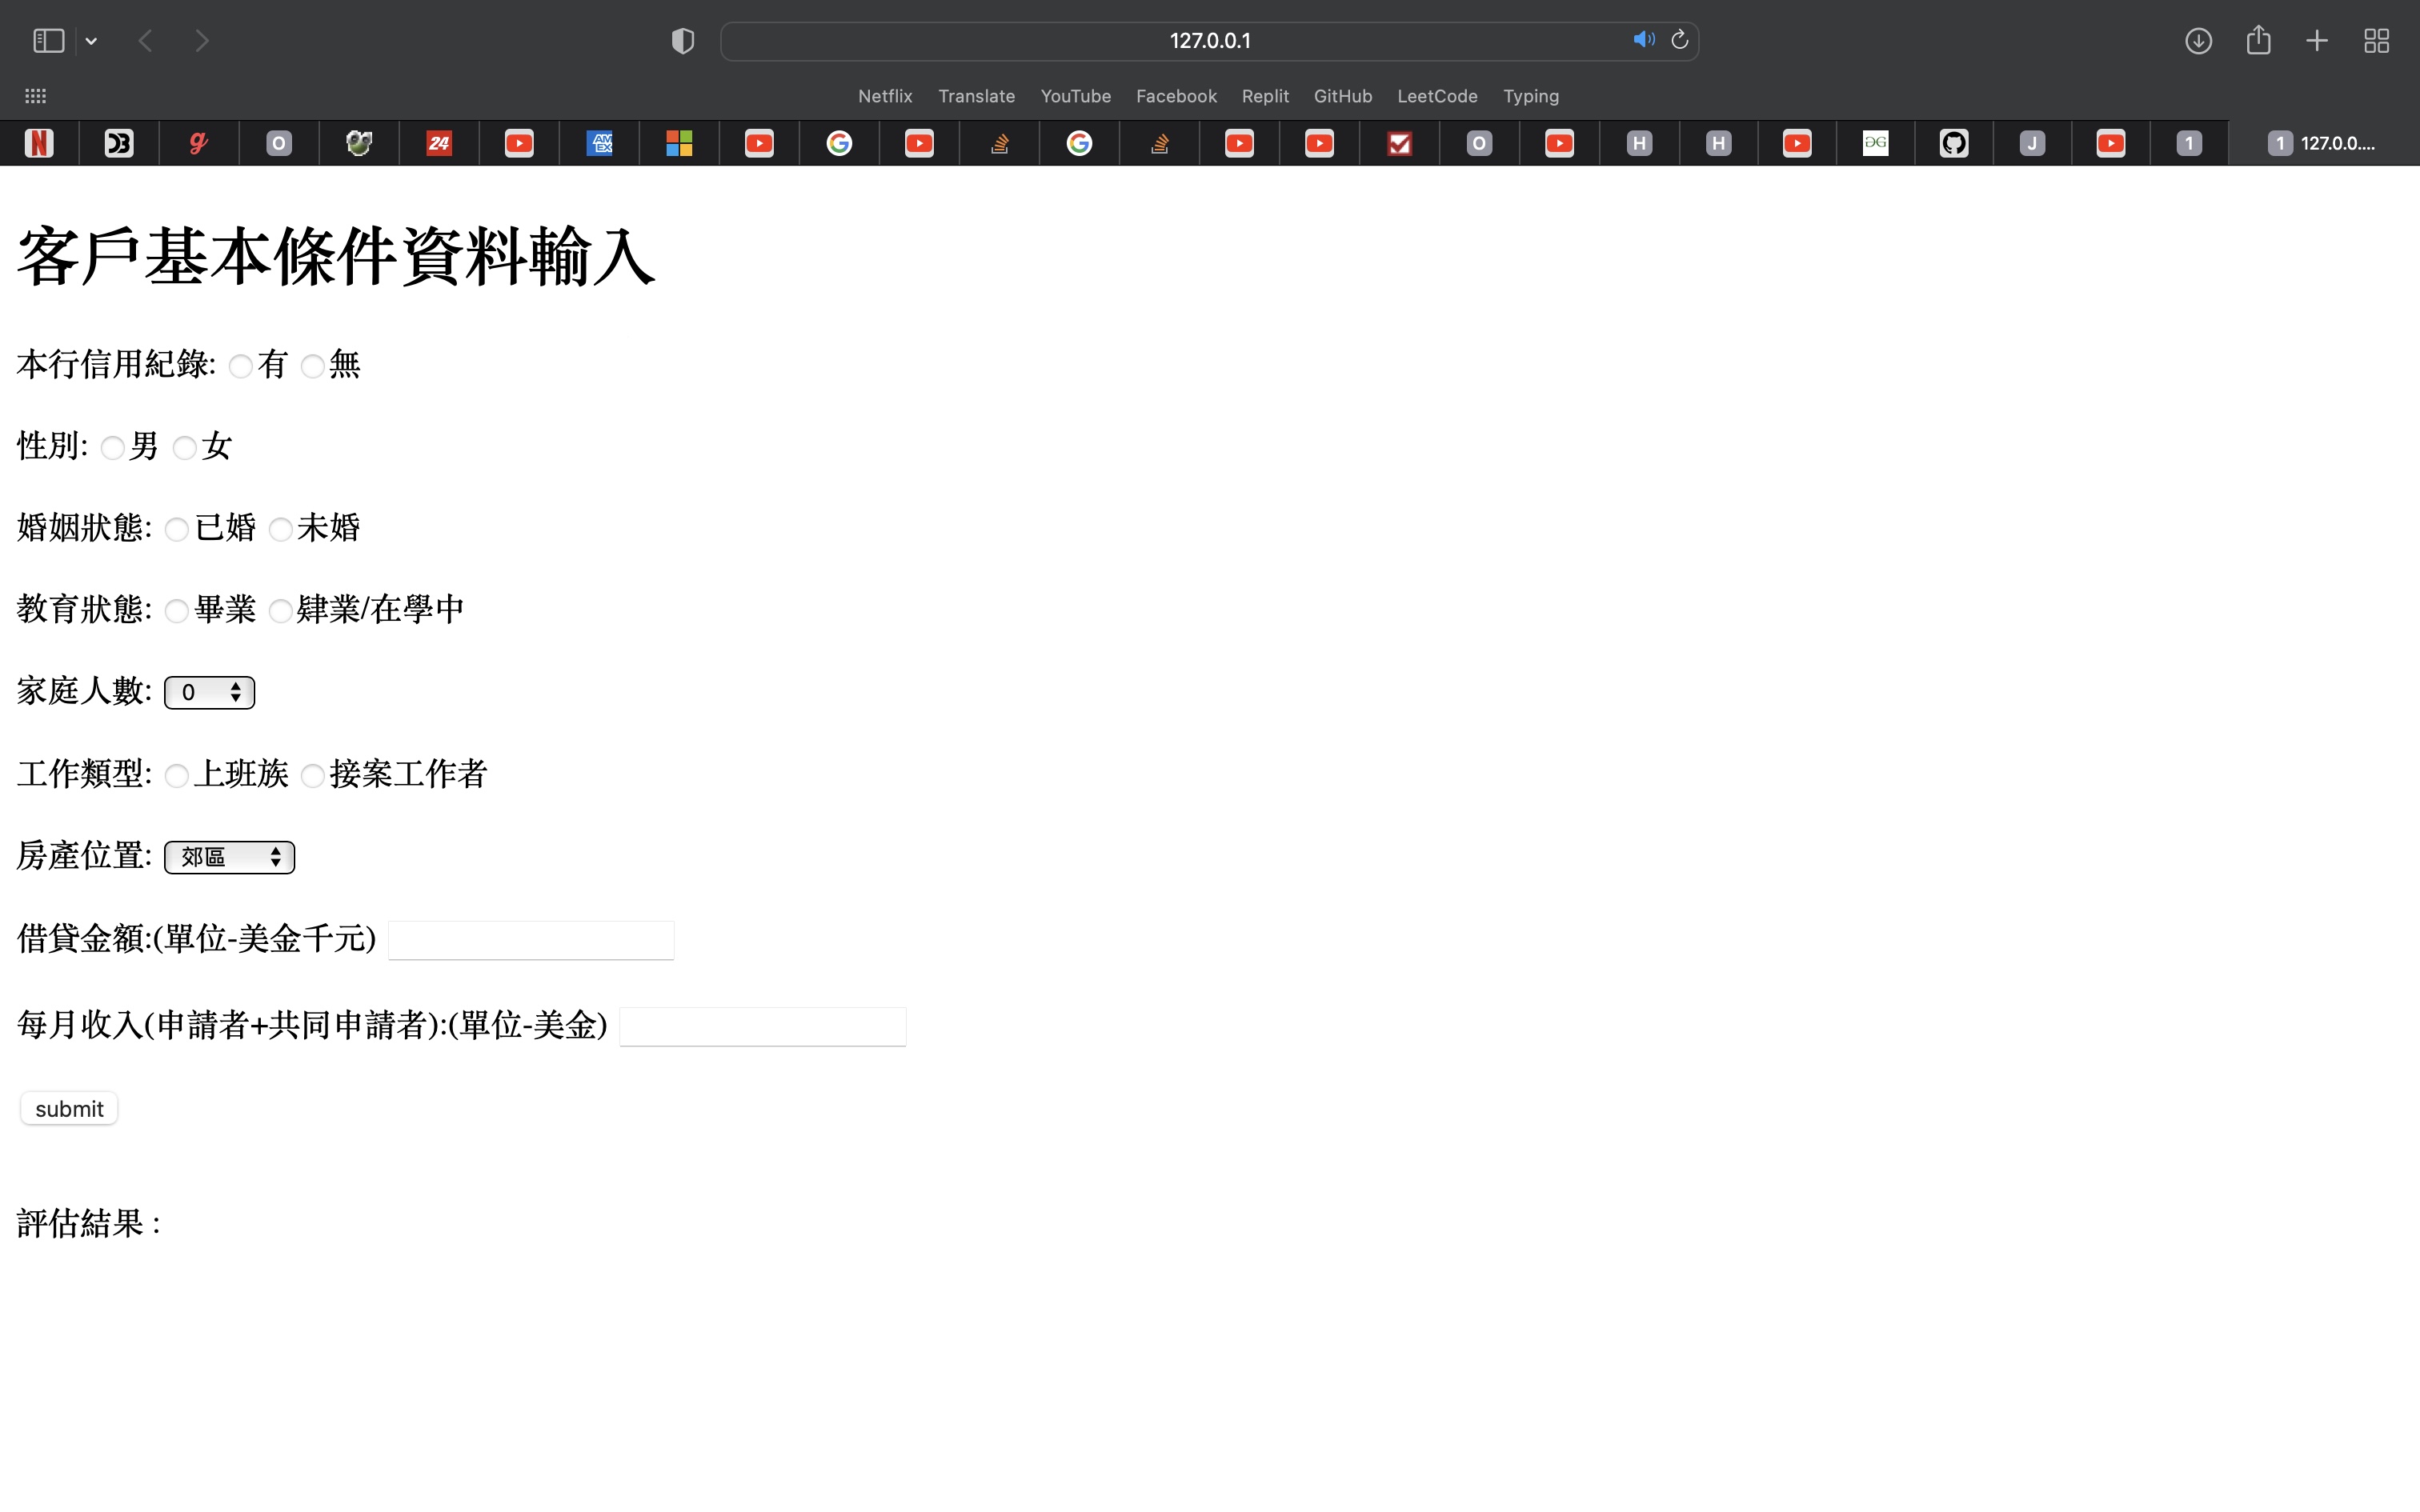 127.0.0.1
Netflix Translate YouTube Facebook Replit GitHub LeetCode Typing
N D3 g O 24 AM EX G G O H H GG J 1 1 127.0.0....
客戶基本條件資料輸入
本行信用紀錄: 有 無
性別: 男 女
婚姻狀態: 已婚 未婚
教育狀態: 畢業 肄業/在學中
家庭人數: 0
工作類型: 上班族 接案工作者
房產位置: 郊區
借貸金額:(單位-美金千元)
每月收入(申請者+共同申請者):(單位-美金)
submit
評估結果 :